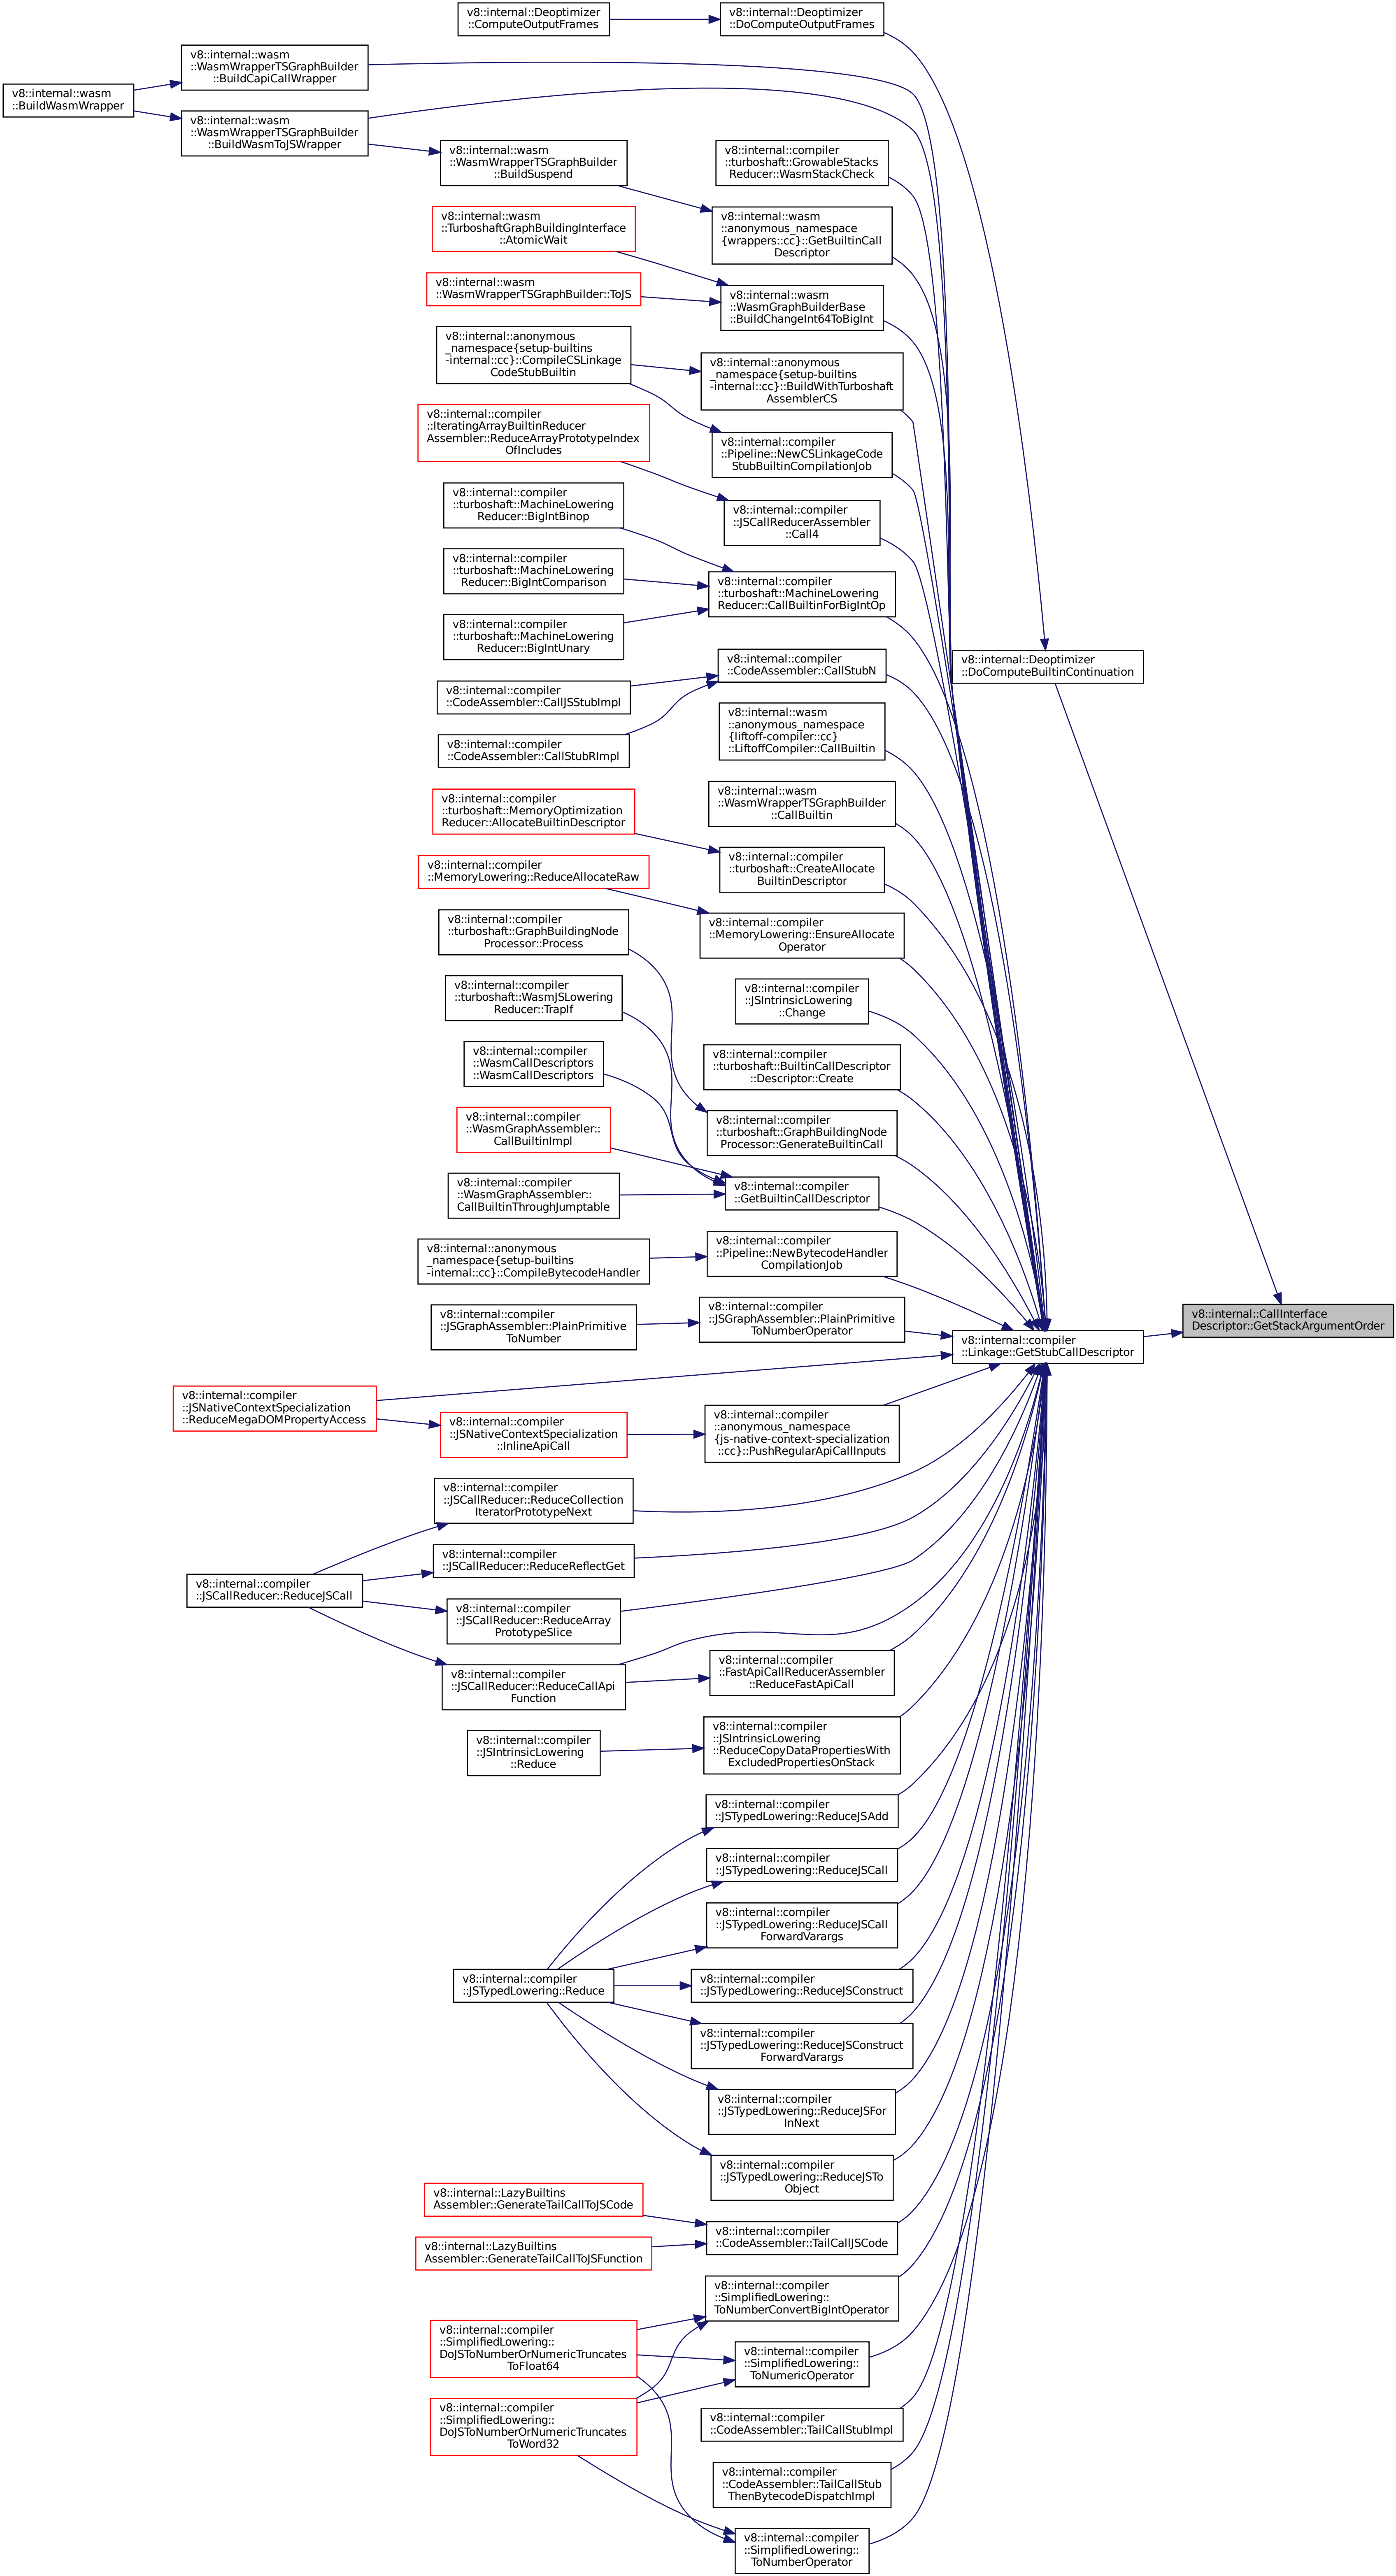 v8::internal::Deoptimizer
::ComputeOutputFrames
v8::internal::Deoptimizer
::DoComputeOutputFrames
v8::internal::wasm
::WasmWrapperTSGraphBuilder
::BuildCapiCallWrapper
v8::internal::wasm
::BuildWasmWrapper
v8::internal::wasm
::WasmWrapperTSGraphBuilder
::BuildWasmToJSWrapper
v8::internal::wasm
::WasmWrapperTSGraphBuilder
::BuildSuspend
v8::internal::compiler
::turboshaft::GrowableStacks
Reducer::WasmStackCheck
v8::internal::wasm
::TurboshaftGraphBuildingInterface
::AtomicWait
v8::internal::wasm
::anonymous_namespace
{wrappers::cc}::GetBuiltinCall
Descriptor
v8::internal::wasm
::WasmWrapperTSGraphBuilder::ToJS
v8::internal::wasm
::WasmGraphBuilderBase
::BuildChangeInt64ToBigInt
v8::internal::anonymous
_namespace{setup-builtins
-internal::cc}::CompileCSLinkage
CodeStubBuiltin
v8::internal::anonymous
_namespace{setup-builtins
-internal::cc}::BuildWithTurboshaft
AssemblerCS
v8::internal::compiler
::IteratingArrayBuiltinReducer
Assembler::ReduceArrayPrototypeIndex
OfIncludes
v8::internal::compiler
::Pipeline::NewCSLinkageCode
StubBuiltinCompilationJob
v8::internal::compiler
::turboshaft::MachineLowering
Reducer::BigIntBinop
v8::internal::compiler
::JSCallReducerAssembler
::Call4
v8::internal::compiler
::turboshaft::MachineLowering
Reducer::BigIntComparison
v8::internal::compiler
::turboshaft::MachineLowering
Reducer::CallBuiltinForBigIntOp
v8::internal::compiler
::turboshaft::MachineLowering
Reducer::BigIntUnary
v8::internal::compiler
::CodeAssembler::CallStubN
v8::internal::Deoptimizer
::DoComputeBuiltinContinuation
v8::internal::compiler
::CodeAssembler::CallJSStubImpl
v8::internal::wasm
::anonymous_namespace
{liftoff-compiler::cc}
::LiftoffCompiler::CallBuiltin
v8::internal::compiler
::CodeAssembler::CallStubRImpl
v8::internal::wasm
::WasmWrapperTSGraphBuilder
::CallBuiltin
v8::internal::compiler
::turboshaft::MemoryOptimization
Reducer::AllocateBuiltinDescriptor
v8::internal::compiler
::turboshaft::CreateAllocate
BuiltinDescriptor
v8::internal::compiler
::MemoryLowering::ReduceAllocateRaw
v8::internal::compiler
::MemoryLowering::EnsureAllocate
Operator
v8::internal::compiler
::turboshaft::GraphBuildingNode
Processor::Process
v8::internal::compiler
::JSIntrinsicLowering
::Change
v8::internal::compiler
::turboshaft::WasmJSLowering
Reducer::TrapIf
v8::internal::compiler
::WasmCallDescriptors
::WasmCallDescriptors
v8::internal::compiler
::turboshaft::BuiltinCallDescriptor
::Descriptor::Create
v8::internal::compiler
::WasmGraphAssembler::
CallBuiltinImpl
v8::internal::compiler
::turboshaft::GraphBuildingNode
Processor::GenerateBuiltinCall
v8::internal::compiler
::WasmGraphAssembler::
CallBuiltinThroughJumptable
v8::internal::compiler
::GetBuiltinCallDescriptor
v8::internal::anonymous
_namespace{setup-builtins
-internal::cc}::CompileBytecodeHandler
v8::internal::compiler
::Pipeline::NewBytecodeHandler
CompilationJob
v8::internal::compiler
::JSGraphAssembler::PlainPrimitive
ToNumber
v8::internal::compiler
::JSGraphAssembler::PlainPrimitive
ToNumberOperator
v8::internal::compiler
::Linkage::GetStubCallDescriptor
v8::internal::CallInterface
Descriptor::GetStackArgumentOrder
v8::internal::compiler
::JSNativeContextSpecialization
::ReduceMegaDOMPropertyAccess
v8::internal::compiler
::JSNativeContextSpecialization
::InlineApiCall
v8::internal::compiler
::anonymous_namespace
{js-native-context-specialization
::cc}::PushRegularApiCallInputs
v8::internal::compiler
::JSCallReducer::ReduceCollection
IteratorPrototypeNext
v8::internal::compiler
::JSCallReducer::ReduceReflectGet
v8::internal::compiler
::JSCallReducer::ReduceJSCall
v8::internal::compiler
::JSCallReducer::ReduceArray
PrototypeSlice
v8::internal::compiler
::JSCallReducer::ReduceCallApi
Function
v8::internal::compiler
::FastApiCallReducerAssembler
::ReduceFastApiCall
v8::internal::compiler
::JSIntrinsicLowering
::Reduce
v8::internal::compiler
::JSIntrinsicLowering
::ReduceCopyDataPropertiesWith
ExcludedPropertiesOnStack
v8::internal::compiler
::JSTypedLowering::ReduceJSAdd
v8::internal::compiler
::JSTypedLowering::ReduceJSCall
v8::internal::compiler
::JSTypedLowering::ReduceJSCall
ForwardVarargs
v8::internal::compiler
::JSTypedLowering::Reduce
v8::internal::compiler
::JSTypedLowering::ReduceJSConstruct
v8::internal::compiler
::JSTypedLowering::ReduceJSConstruct
ForwardVarargs
v8::internal::compiler
::JSTypedLowering::ReduceJSFor
InNext
v8::internal::compiler
::JSTypedLowering::ReduceJSTo
Object
v8::internal::LazyBuiltins
Assembler::GenerateTailCallToJSCode
v8::internal::compiler
::CodeAssembler::TailCallJSCode
v8::internal::LazyBuiltins
Assembler::GenerateTailCallToJSFunction
v8::internal::compiler
::SimplifiedLowering::
ToNumberConvertBigIntOperator
v8::internal::compiler
::SimplifiedLowering::
DoJSToNumberOrNumericTruncates
ToFloat64
v8::internal::compiler
::SimplifiedLowering::
ToNumericOperator
v8::internal::compiler
::SimplifiedLowering::
DoJSToNumberOrNumericTruncates
ToWord32
v8::internal::compiler
::CodeAssembler::TailCallStubImpl
v8::internal::compiler
::CodeAssembler::TailCallStub
ThenBytecodeDispatchImpl
v8::internal::compiler
::SimplifiedLowering::
ToNumberOperator